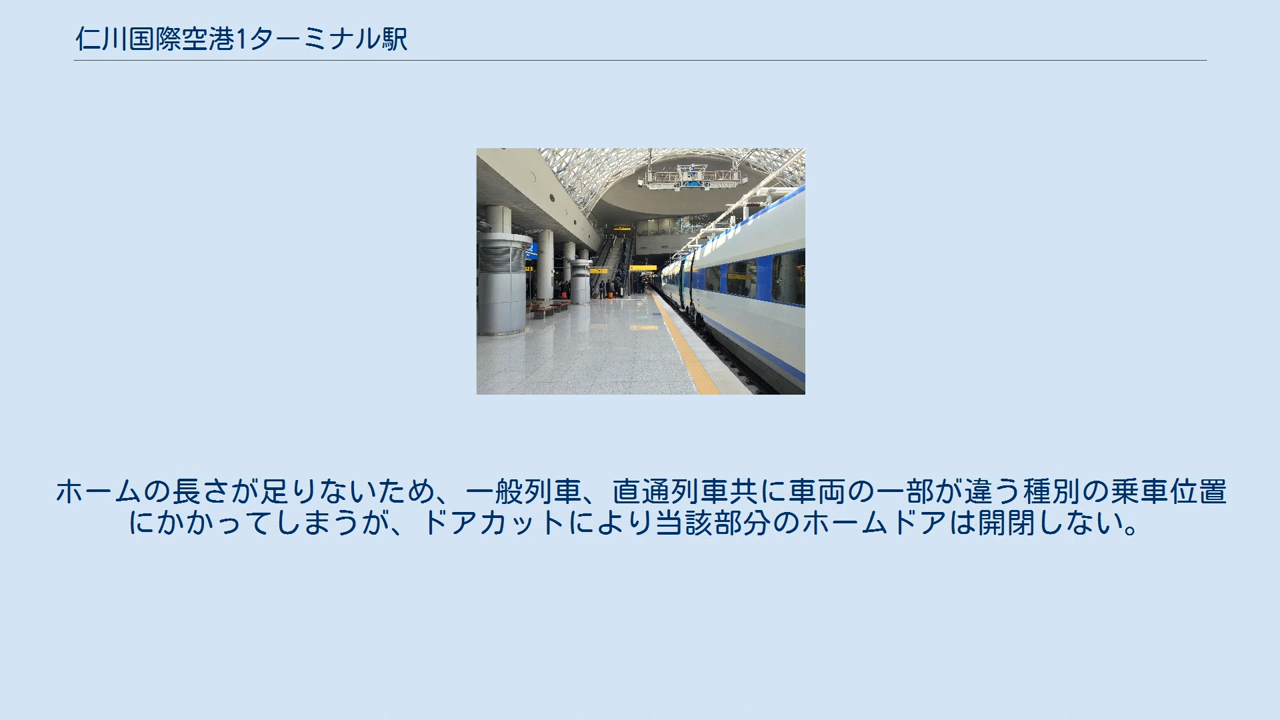 仁川国際空港1ターミナル駅
ホームの長さが足りないため、一般列車、直通列車共に車両の一部が違う種別の乗車位置
にかかってしまうが、ドアカットにより当該部分のホームドアは開閉しない。